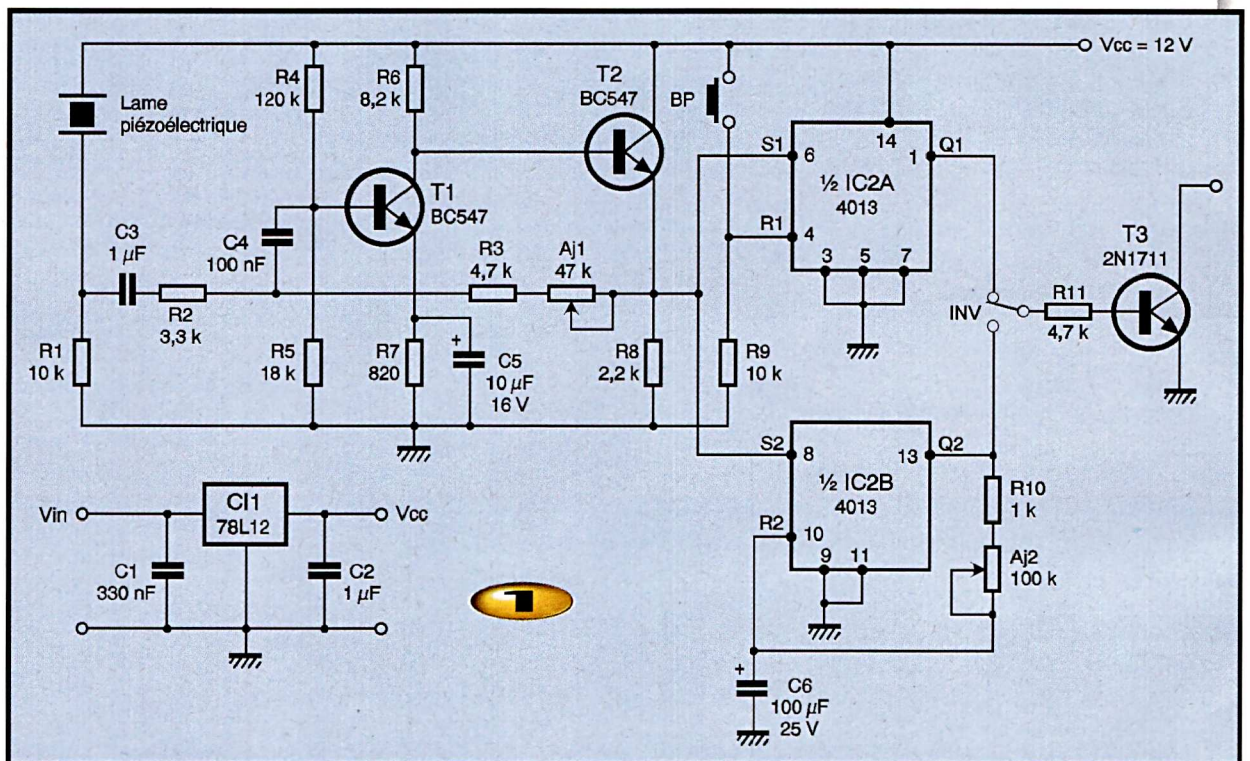 Vcc = 12 V
R4
120 k
R6
8,2 k
T2
BC547
BP
Lame
piézoélectrique
14
S1
6
1
Q1
½ IC2A
4013
T1
BC547
R1
4
3
5
7
C3
1 µF
C4
100 nF
R3
4,7 k
Aj1
47 k
T3
2N1711
R2
3,3 k
INV
R11
4,7 k
R1
10 k
R5
18 k
R7
820
+
C5
10 µF
16 V
R8
2,2 k
R9
10 k
S2
8
13
Q2
½ IC2B
4013
R10
1 k
R2
10
9
11
Aj2
100 k
Vin
CI1
78L12
Vcc
C1
330 nF
C2
1 µF
1
+
C6
100 µF
25 V